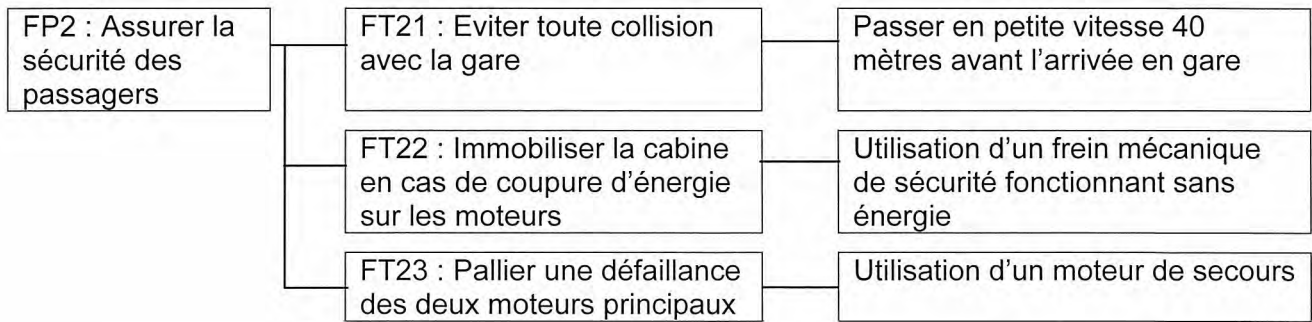 FP2 : Assurer la
sécurité des
passagers
FT21 : Eviter toute collision
avec la gare
Passer en petite vitesse 40
mètres avant l'arrivée en gare
FT22 : Immobiliser la cabine
en cas de coupure d'énergie
sur les moteurs
Utilisation d'un frein mécanique
de sécurité fonctionnant sans
énergie
FT23 : Pallier une défaillance
des deux moteurs principaux
Utilisation d'un moteur de secours